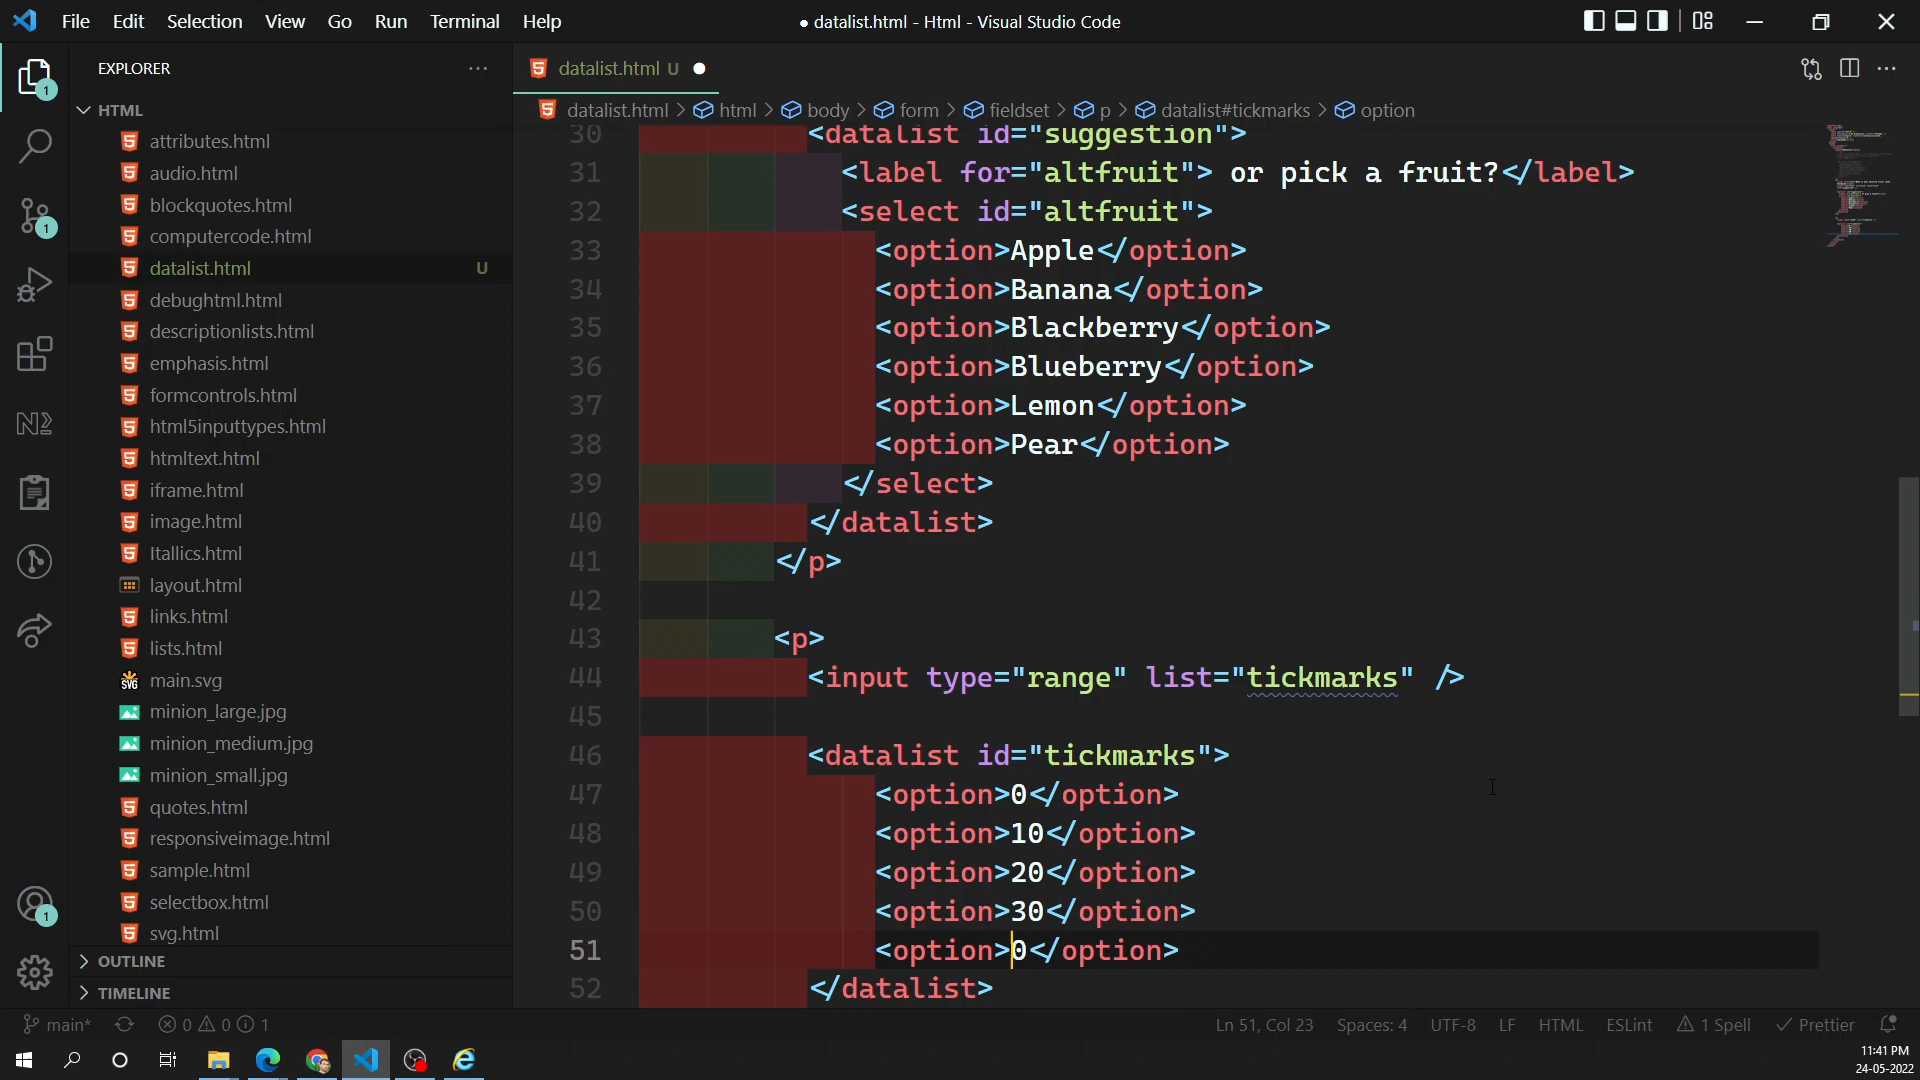 File Edit Selection View Go Run Terminal Help
● datalist.html - Html - Visual Studio Code
EXPLORER
datalist.html U
HTML
datalist.html > html > body > form > fieldset > p > datalist#tickmarks > option
attributes.html
audio.html
blockquotes.html
computercode.html
datalist.html U
debughtml.html
descriptionlists.html
emphasis.html
formcontrols.html
html5inputtypes.html
htmltext.html
iframe.html
image.html
Itallics.html
layout.html
links.html
lists.html
main.svg
minion_large.jpg
minion_medium.jpg
minion_small.jpg
quotes.html
responsiveimage.html
sample.html
selectbox.html
svg.html
OUTLINE
TIMELINE
30 <datalist id="suggestion">
31 <label for="altfruit"> or pick a fruit?</label>
32 <select id="altfruit">
33 <option>Apple</option>
34 <option>Banana</option>
35 <option>Blackberry</option>
36 <option>Blueberry</option>
37 <option>Lemon</option>
38 <option>Pear</option>
39 </select>
40 </datalist>
41 </p>
42
43 <p>
44 <input type="range" list="tickmarks" />
45
46 <datalist id="tickmarks">
47 <option>0</option>
48 <option>10</option>
49 <option>20</option>
50 <option>30</option>
51 <option>0</option>
52 </datalist>
main* 0 0 1
Ln 51, Col 23 Spaces: 4 UTF-8 LF HTML ESLint 1 Spell Prettier
11:41 PM
24-05-2022